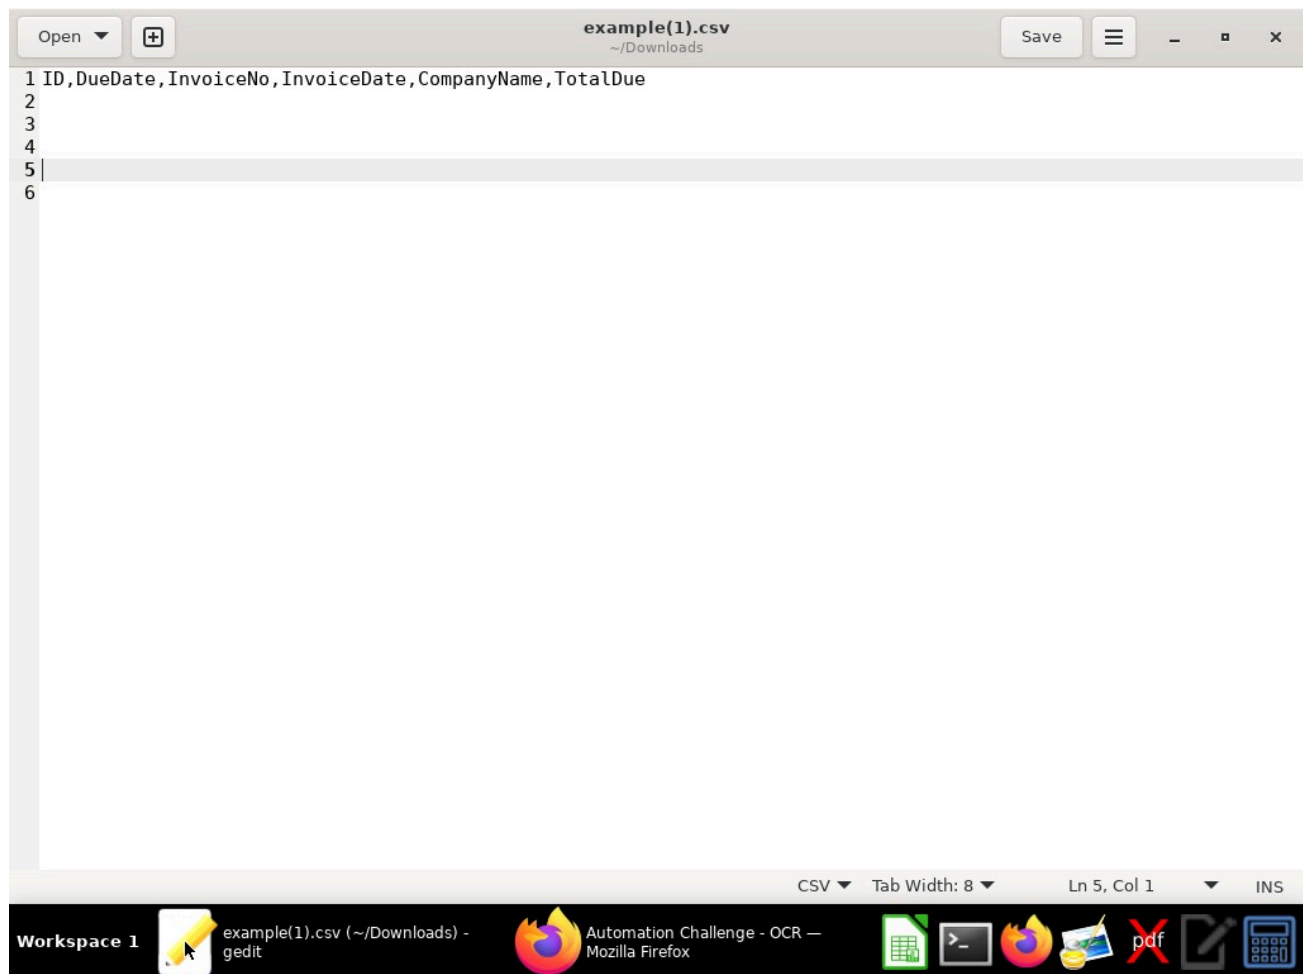 Open
example(1).csv
~/Downloads
Save
1 ID,DueDate,InvoiceNo,InvoiceDate,CompanyName,TotalDue
2
3
4
5
6
CSV Tab Width: 8 Ln 5, Col 1 INS
Workspace 1
example(1).csv (~/Downloads) -
gedit
Automation Challenge - OCR —
Mozilla Firefox
pdf